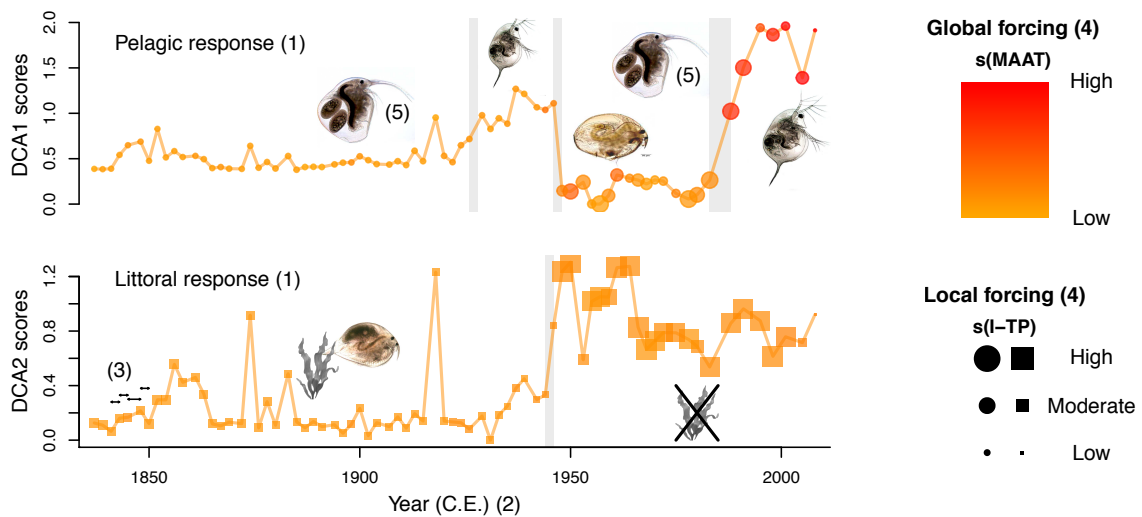 Pelagic response (1)
(5)
(5)
DCA1 scores
0.0
0.5
1.0
1.5
2.0
Global forcing (4)
s(MAAT)
High
Low
Littoral response (1)
(3)
DCA2 scores
0.0
0.4
0.8
1.2
1850
1900
1950
2000
Year (C.E.) (2)
Local forcing (4)
s(I−TP)
High
Moderate
Low